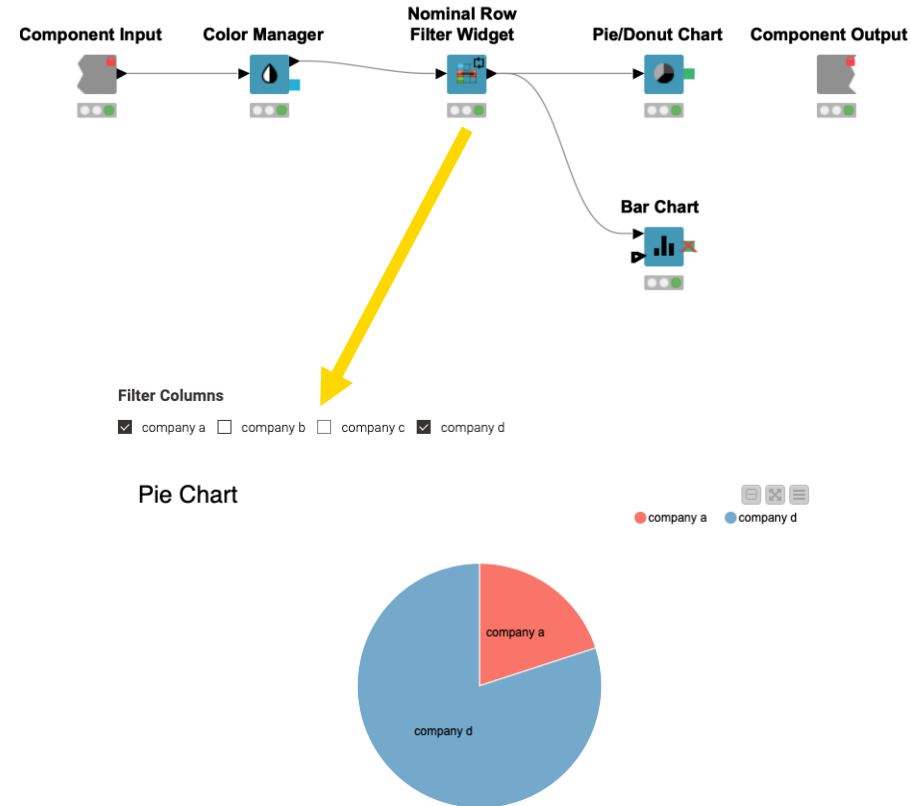 Nominal Row
Component Input Color Manager Filter Widget Pie/Donut Chart Component Output
Bar Chart
Filter Columns
company a company b company c company d
Pie Chart
company a company d
company a
company d